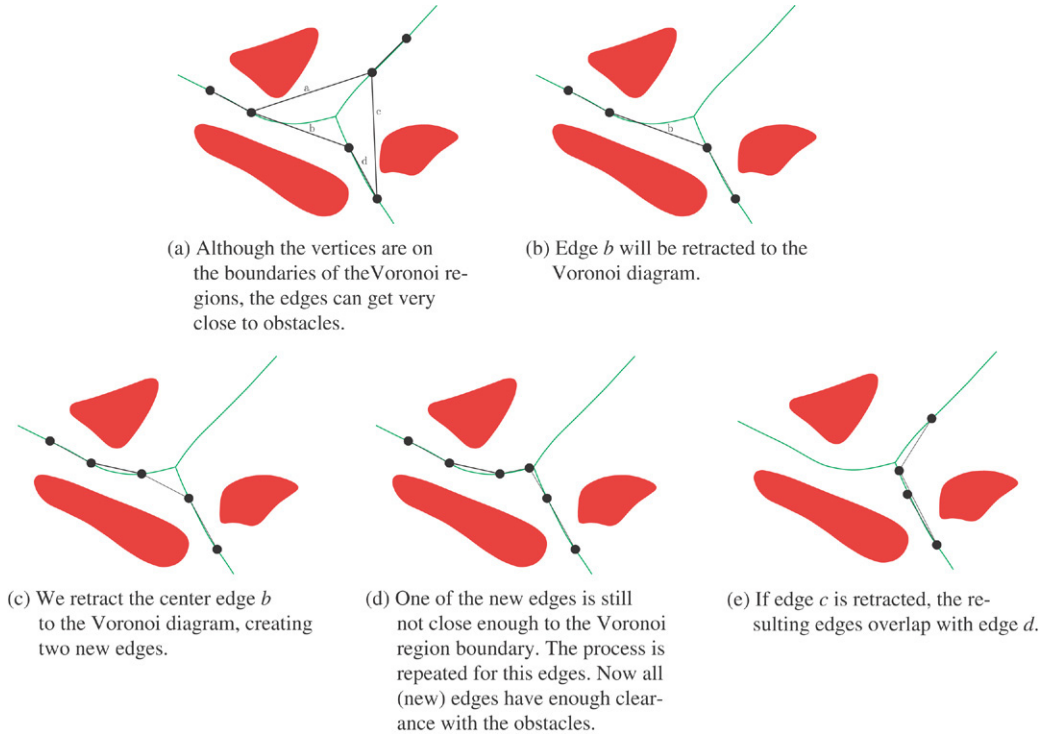 a
c
b
d
b
(a) Although the vertices are on
the boundaries of theVoronoi re-
gions, the edges can get very
close to obstacles.
(b) Edge b will be retracted to the
Voronoi diagram.
(c) We retract the center edge b
to the Voronoi diagram, creating
two new edges.
(d) One of the new edges is still
not close enough to the Voronoi
region boundary. The process is
repeated for this edges. Now all
(new) edges have enough clear-
ance with the obstacles.
(e) If edge c is retracted, the re-
sulting edges overlap with edge d.